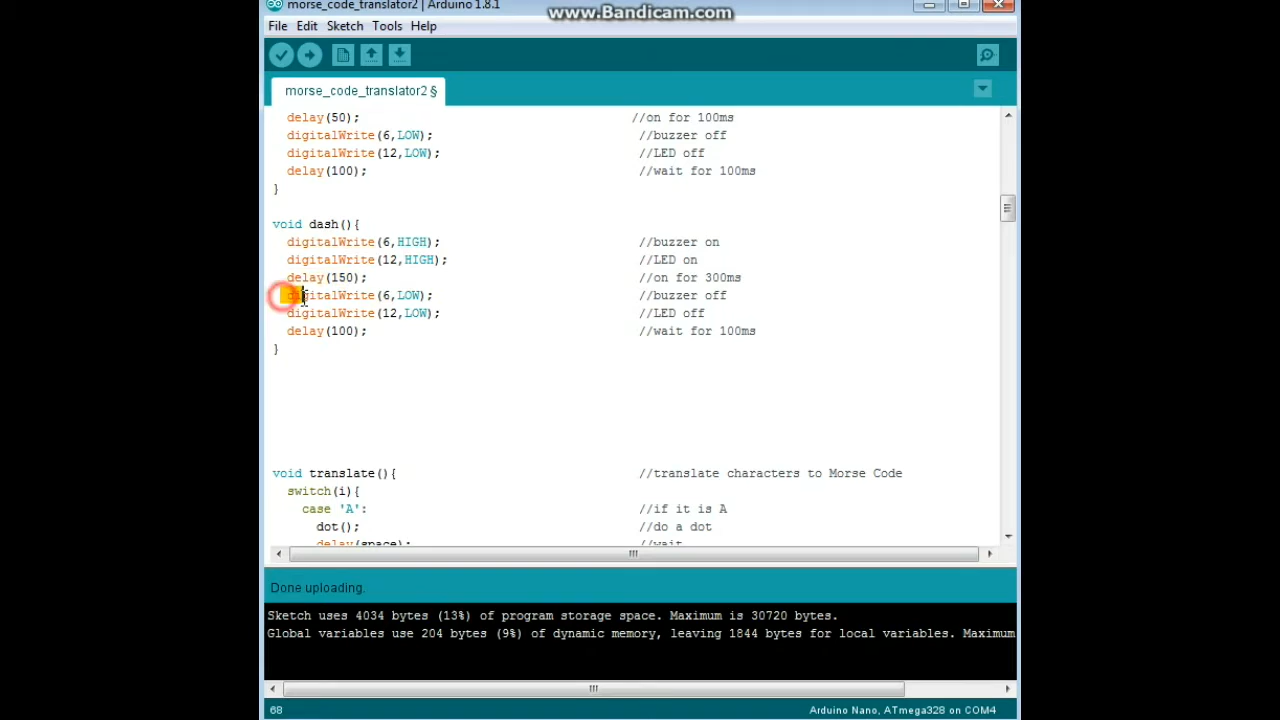 morse_code_translator2 | Arduino 1.8.1
www.Bandicam.com
File Edit Sketch Tools Help
morse_code_translator2 §
delay(50); //on for 100ms
digitalWrite(6,LOW); //buzzer off
digitalWrite(12,LOW); //LED off
delay(100); //wait for 100ms
}
void dash(){
digitalWrite(6,HIGH); //buzzer on
digitalWrite(12,HIGH); //LED on
delay(150); //on for 300ms
digitalWrite(6,LOW); //buzzer off
digitalWrite(12,LOW); //LED off
delay(100); //wait for 100ms
}
void translate(){ //translate characters to Morse Code
switch(i){
case 'A': //if it is A
dot(); //do a dot
delay(space); //wait
Done uploading.
Sketch uses 4034 bytes (13%) of program storage space. Maximum is 30720 bytes.
Global variables use 204 bytes (9%) of dynamic memory, leaving 1844 bytes for local variables. Maximum
68 Arduino Nano, ATmega328 on COM4